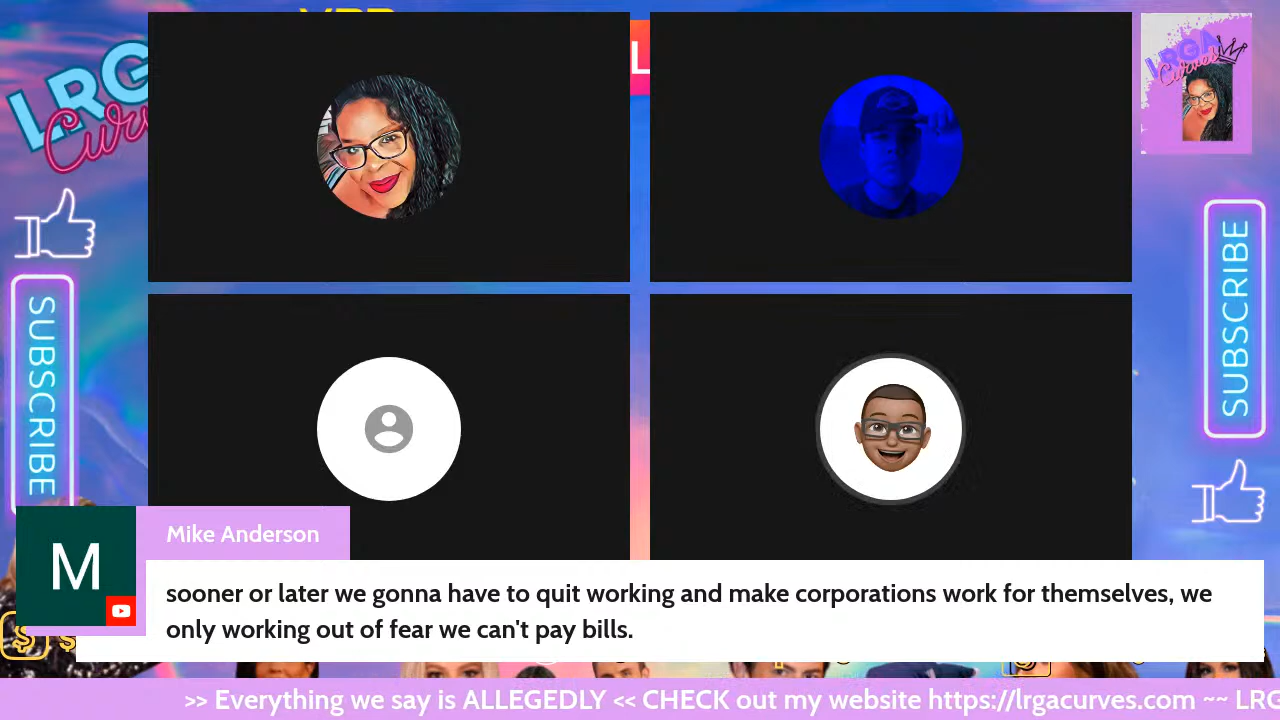 LRG
Curv
L
LRGA
Curves
SUBSCRIBE
SUBSCRIBE
M
Mike Anderson
sooner or later we gonna have to quit working and make corporations work for themselves, we
only working out of fear we can't pay bills.
>> Everything we say is ALLEGEDLY << CHECK out my website https://lrgacurves.com ~~ LRG